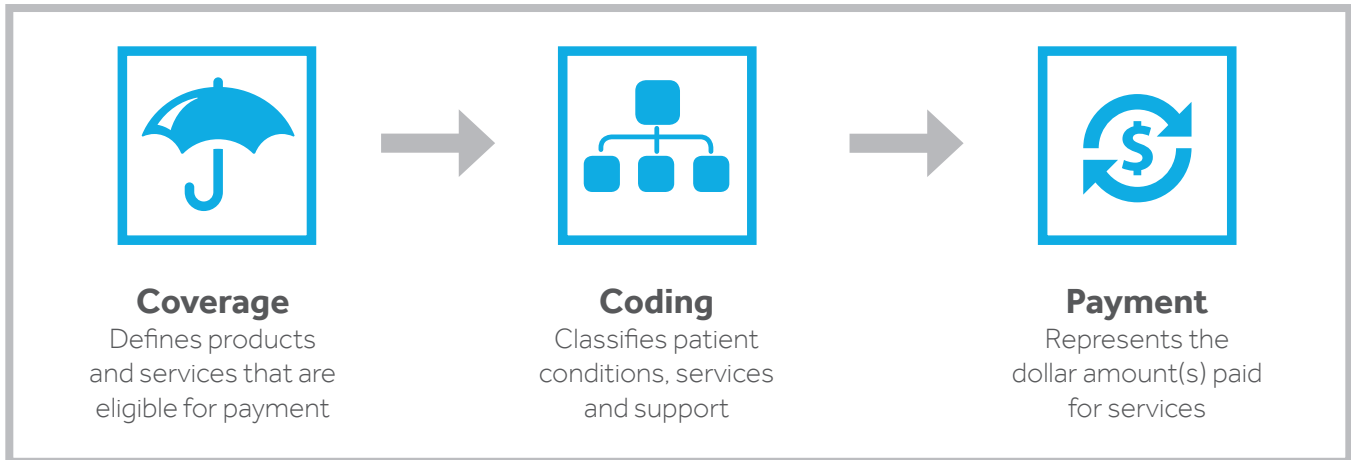 $
Coverage
Defines products
and services that are
eligible for payment
Coding
Classifies patient
conditions, services
and support
Payment
Represents the
dollar amount(s) paid
for services